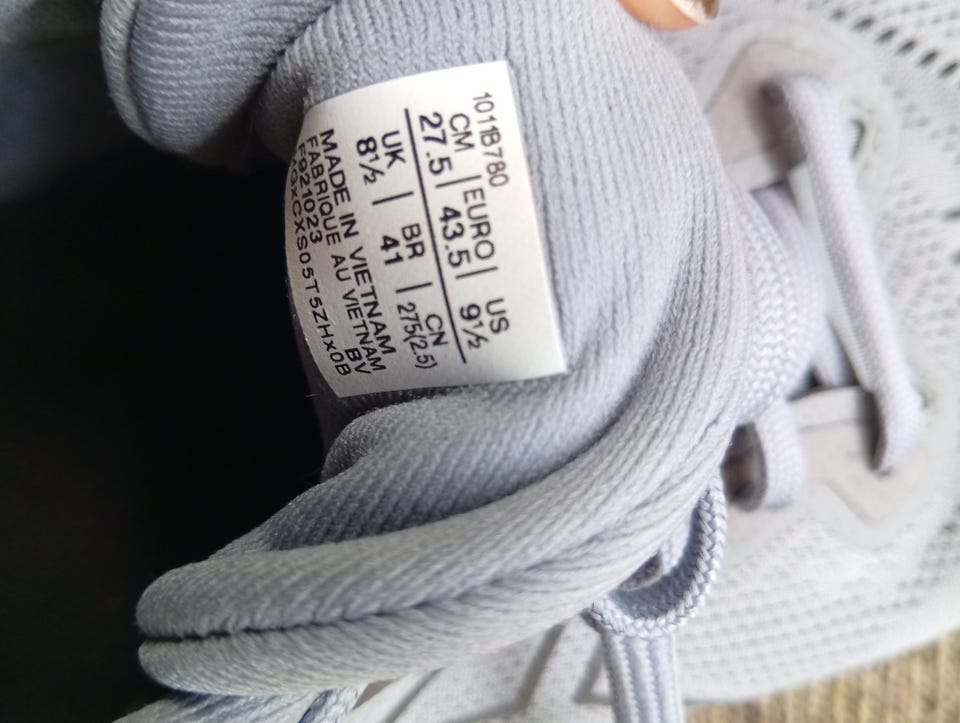 1011B780
CM | EURO | US
27.5 | 43.5 | 9½
UK | BR | CN
8½ | 41 | 275(2.5)
MADE IN VIETNAM
FABRIQUE AU VIETNAM
F921023 BV